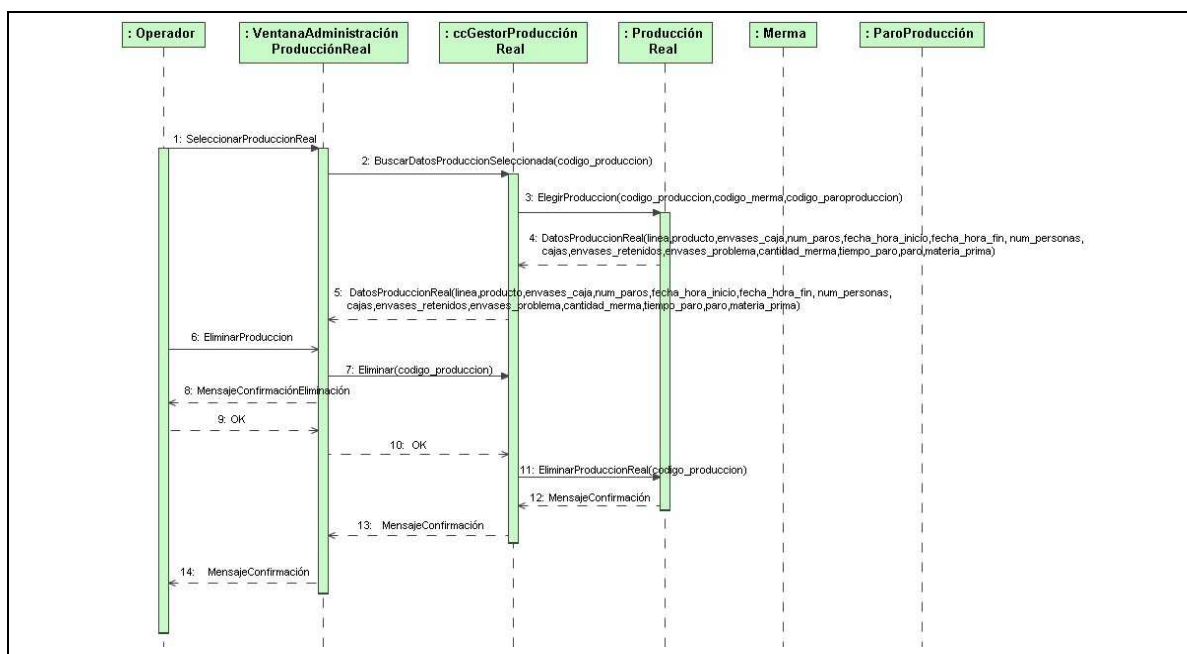 : Operador
: VentanaAdministración
ProducciónReal
: ccGestorProducción
Real
: Producción
Real
: Merma
: ParoProducción
1: SeleccionarProduccionReal
2: BuscarDatosProduccionSeleccionada(codigo_produccion)
3: ElegirProduccion(codigo_produccion,codigo_merma,codigo_paroproduccion)
4: DatosProduccionReal(linea,producto,envases_caja,num_paros,fecha_hora_inicio,fecha_hora_fin, num_personas,
cajas,envases_retenidos,envases_problema,cantidad_merma,tiempo_paro,paro,materia_prima)
5: DatosProduccionReal(linea,producto,envases_caja,num_paros,fecha_hora_inicio,fecha_hora_fin, num_personas,
cajas,envases_retenidos,envases_problema,cantidad_merma,tiempo_paro,paro,materia_prima)
6: EliminarProduccion
7: Eliminar(codigo_produccion)
8: MensajeConfirmaciónEliminación
9: OK
10: OK
11: EliminarProduccionReal(codigo_produccion)
12: MensajeConfirmación
13: MensajeConfirmación
14: MensajeConfirmación